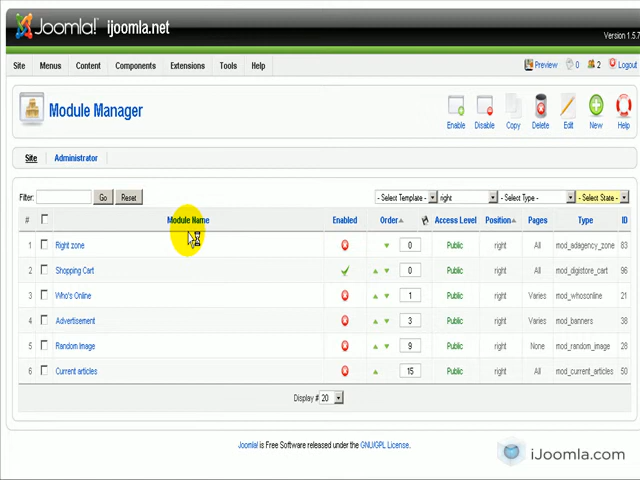 Joomla! ijoomla.net
Version 1.5.7
Site Menus Content Components Extensions Tools Help Preview 0 2 Logout
Module Manager
Enable Disable Copy Delete Edit New Help
Site Administrator
Filter: Go Reset - Select Template - right - Select Type - - Select State -
# Module Name Enabled Order Access Level Position Pages Type ID
1 Right zone 0 Public right All mod_adagency_zone 83
2 Shopping Cart 0 Public right All mod_digistore_cart 96
3 Who's Online 1 Public right Varies mod_whosonline 21
4 Advertisement 3 Public right Varies mod_banners 38
5 Random Image 9 Public right None mod_random_image 28
6 Current articles 15 Public right All mod_current_articles 50
Display # 20
Joomla! is Free Software released under the GNU/GPL License.
iJoomla.com